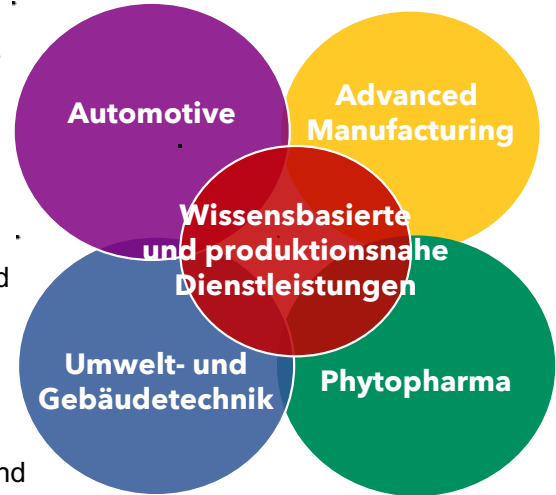 Automotive
Advanced
Manufacturing
Wissensbasierte
und produktionsnahe
Dienstleistungen
Umwelt- und
Gebäudetechnik
Phytopharma